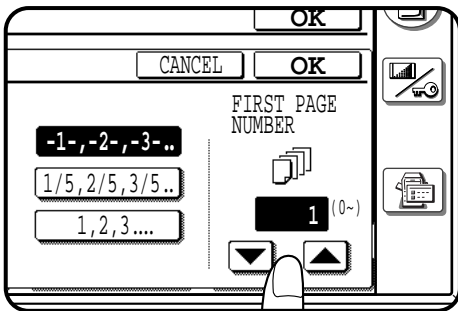 OK
CANCEL
OK
FIRST PAGE
NUMBER
-1-,-2-,-3-..
1/5,2/5,3/5..
1,2,3....
1
(0~)